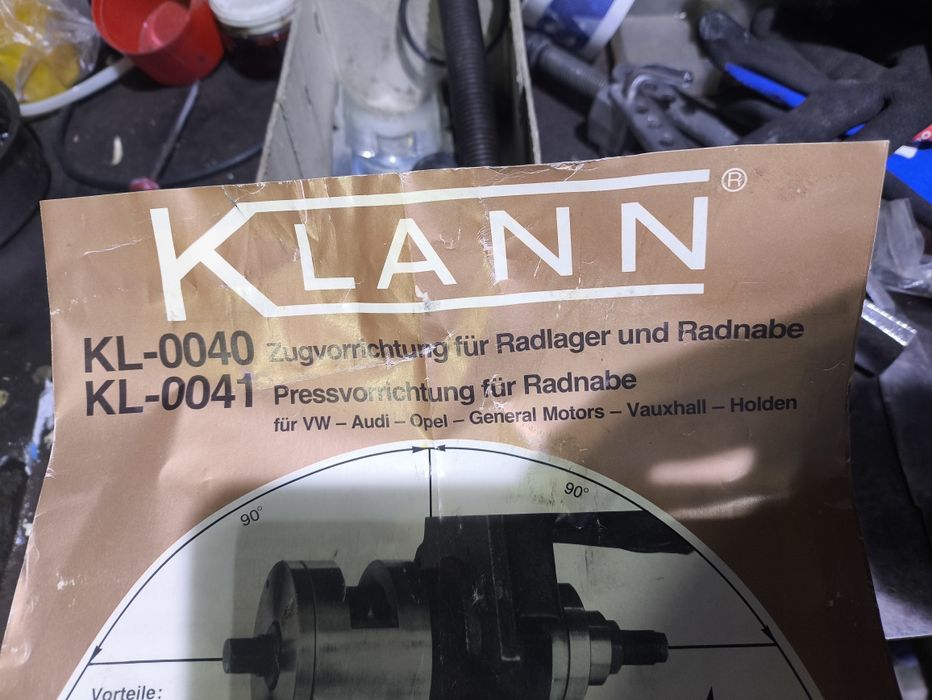 KLANN®
KL-0040 Zugvorrichtung für Radlager und Radnabe
KL-0041 Pressvorrichtung für Radnabe
für VW – Audi – Opel – General Motors – Vauxhall – Holden
90° 90°
Vorteile: